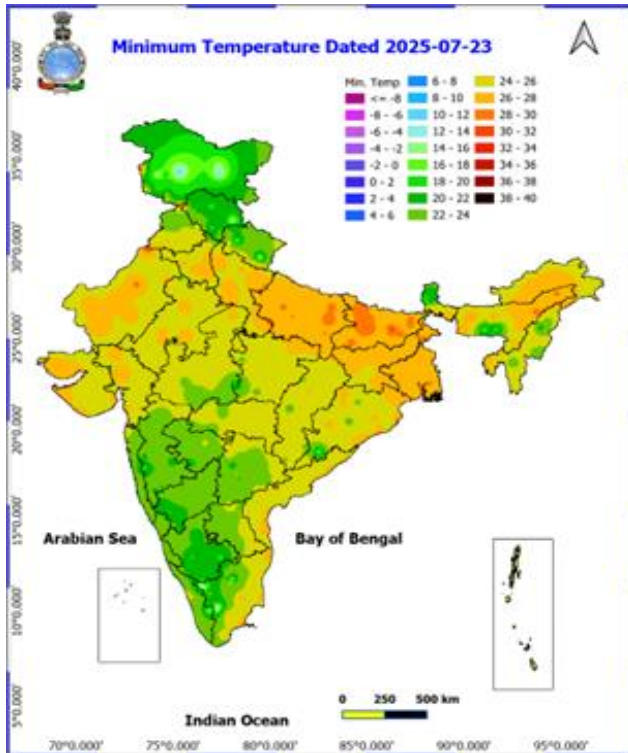 Minimum Temperature Dated 2025-07-23
Min. Temp
<= -8
-8 - -6
-6 - -4
-4 - -2
-2 - 0
0 - 2
2 - 4
4 - 6
6 - 8
8 - 10
10 - 12
12 - 14
14 - 16
16 - 18
18 - 20
20 - 22
22 - 24
24 - 26
26 - 28
28 - 30
30 - 32
32 - 34
34 - 36
36 - 38
38 - 40
40°0.000'
35°0.000'
30°0.000'
25°0.000'
20°0.000'
15°0.000'
10°0.000'
5°0.000'
Arabian Sea
Bay of Bengal
0 250 500 km
Indian Ocean
70°0.000' 75°0.000' 80°0.000' 85°0.000' 90°0.000' 95°0.000'